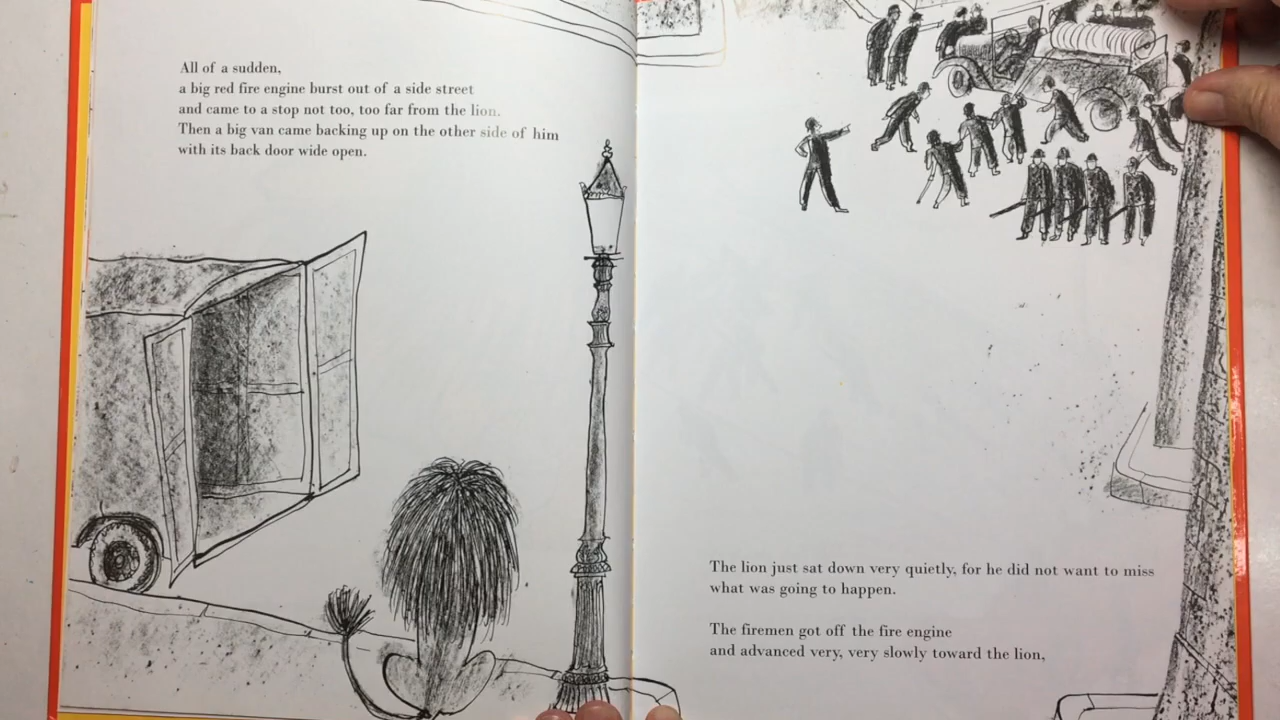 All of a sudden,
a big red fire engine burst out of a side street
and came to a stop not too, too far from the lion.
Then a big van came backing up on the other side of him
with its back door wide open.
The lion just sat down very quietly, for he did not want to miss
what was going to happen.
The firemen got off the fire engine
and advanced very, very slowly toward the lion,